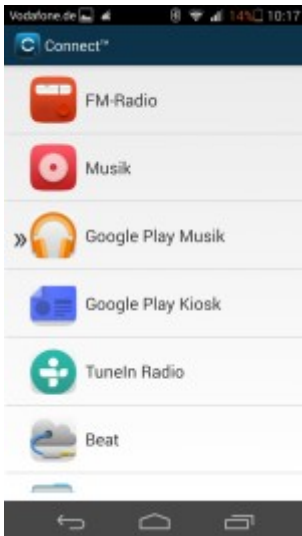 Vodafone.de 14% 10:17
Connect™
FM-Radio
Musik
Google Play Musik
Google Play Kiosk
TuneIn Radio
Beat